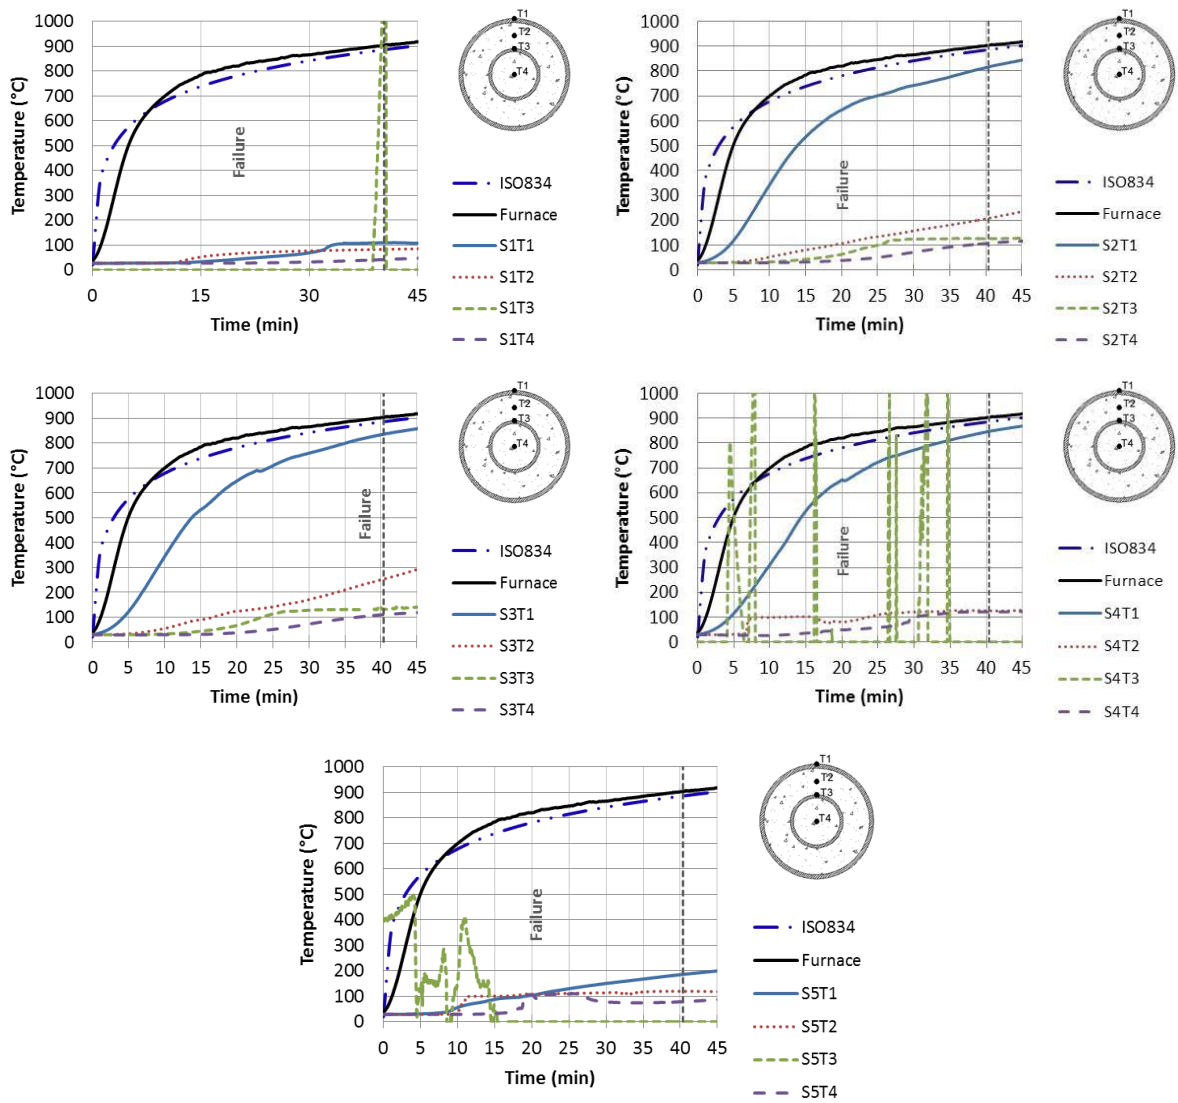 1000
900
800
700
600
500
400
300
200
100
0
Temperature (°C)
Failure
0 15 30 45
Time (min)
T1
T2
T3
T4
ISO834
Furnace
S1T1
S1T2
S1T3
S1T4
1000
900
800
700
600
500
400
300
200
100
0
Temperature (°C)
Failure
0 5 10 15 20 25 30 35 40 45
Time (min)
T1
T2
T3
T4
ISO834
Furnace
S2T1
S2T2
S2T3
S2T4
1000
900
800
700
600
500
400
300
200
100
0
Temperature (°C)
Failure
0 5 10 15 20 25 30 35 40 45
Time (min)
T1
T2
T3
T4
ISO834
Furnace
S3T1
S3T2
S3T3
S3T4
1000
900
800
700
600
500
400
300
200
100
0
Temperature (°C)
Failure
0 5 10 15 20 25 30 35 40 45
Time (min)
T1
T2
T3
T4
ISO834
Furnace
S4T1
S4T2
S4T3
S4T4
1000
900
800
700
600
500
400
300
200
100
0
Temperature (°C)
Failure
0 5 10 15 20 25 30 35 40 45
Time (min)
T1
T2
T3
T4
ISO834
Furnace
S5T1
S5T2
S5T3
S5T4